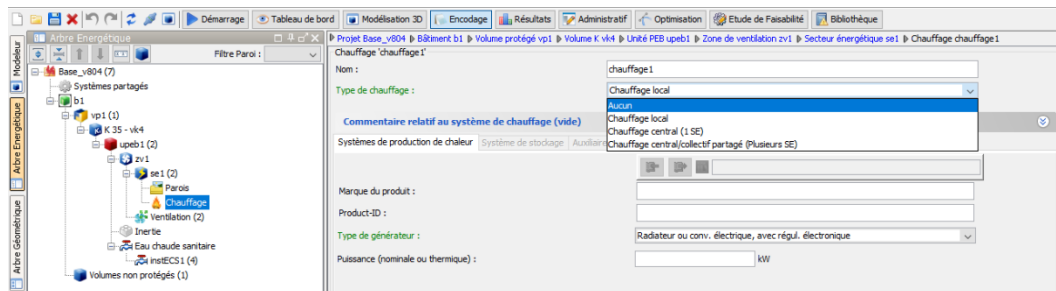 Démarrage Tableau de bord Modélisation 3D Encodage Résultats Administratif Optimisation Etude de Faisabilité Bibliothèque
Modeleur
Arbre Energétique
Arbre Géométrique
Arbre Energétique
Filtre Paroi :
Base_v804 (7)
Systèmes partagés
b1
vp1 (1)
K 35 - vk4
upeb1 (2)
zv1
se1 (2)
Parois
Chauffage
Ventilation (2)
Inertie
Eau chaude sanitaire
instECS1 (4)
Volumes non protégés (1)
Projet Base_v804 Bâtiment b1 Volume protégé vp1 Volume K vk4 Unité PEB upeb1 Zone de ventilation zv1 Secteur énergétique se1 Chauffage chauffage1
Chauffage 'chauffage1'
Nom : chauffage1
Type de chauffage : Chauffage local
Aucun
Chauffage local
Chauffage central (1 SE)
Chauffage central/collectif partagé (Plusieurs SE)
Commentaire relatif au système de chauffage (vide)
Systèmes de production de chaleur Système de stockage
Marque du produit :
Product-ID :
Type de générateur : Radiateur ou conv. électrique, avec régul. électronique
Puissance (nominale ou thermique) : kW